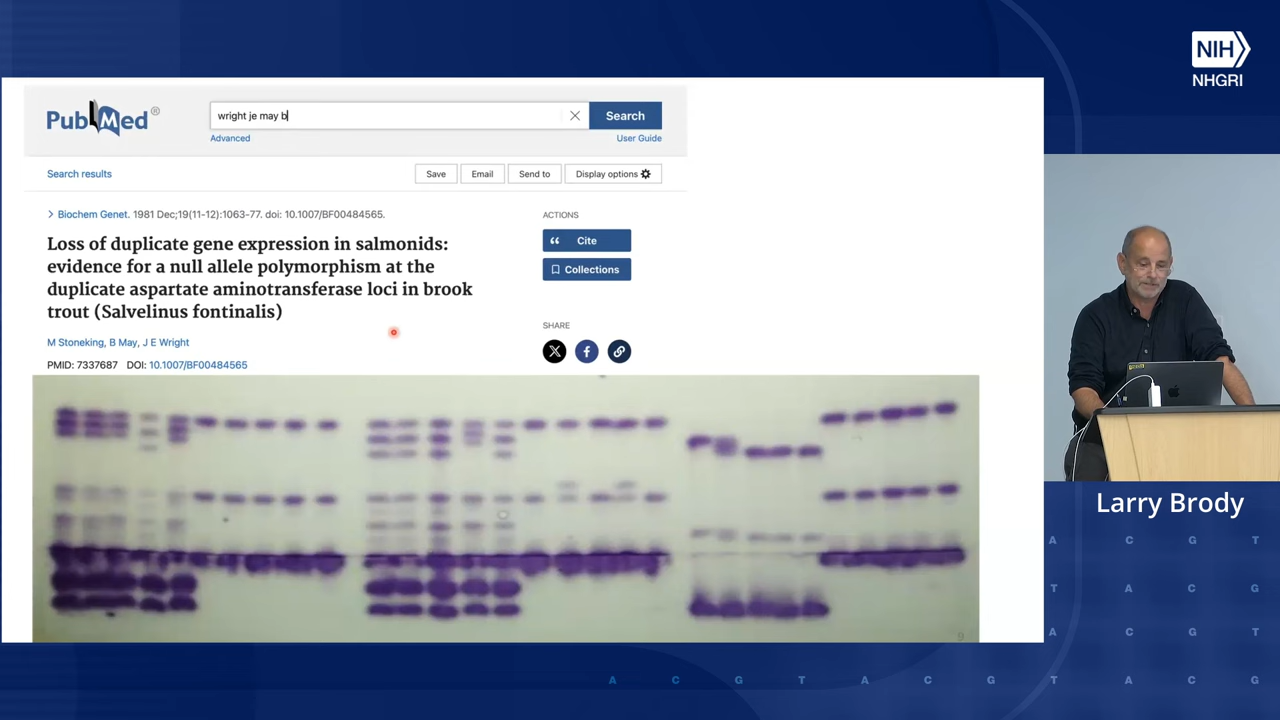 NIH
NHGRI
PubMed®
wright je may b
Search
Advanced
User Guide
Search results
Save
Email
Send to
Display options
Biochem Genet. 1981 Dec;19(11-12):1063-77. doi: 10.1007/BF00484565.
ACTIONS
Loss of duplicate gene expression in salmonids:
evidence for a null allele polymorphism at the
duplicate aspartate aminotransferase loci in brook
trout (Salvelinus fontinalis)
Cite
Collections
SHARE
M Stoneking, B May, J E Wright
PMID: 7337687 DOI: 10.1007/BF00484565
Larry Brody
A C G T
T A C G
A C G T
A C G T A C G T A C G